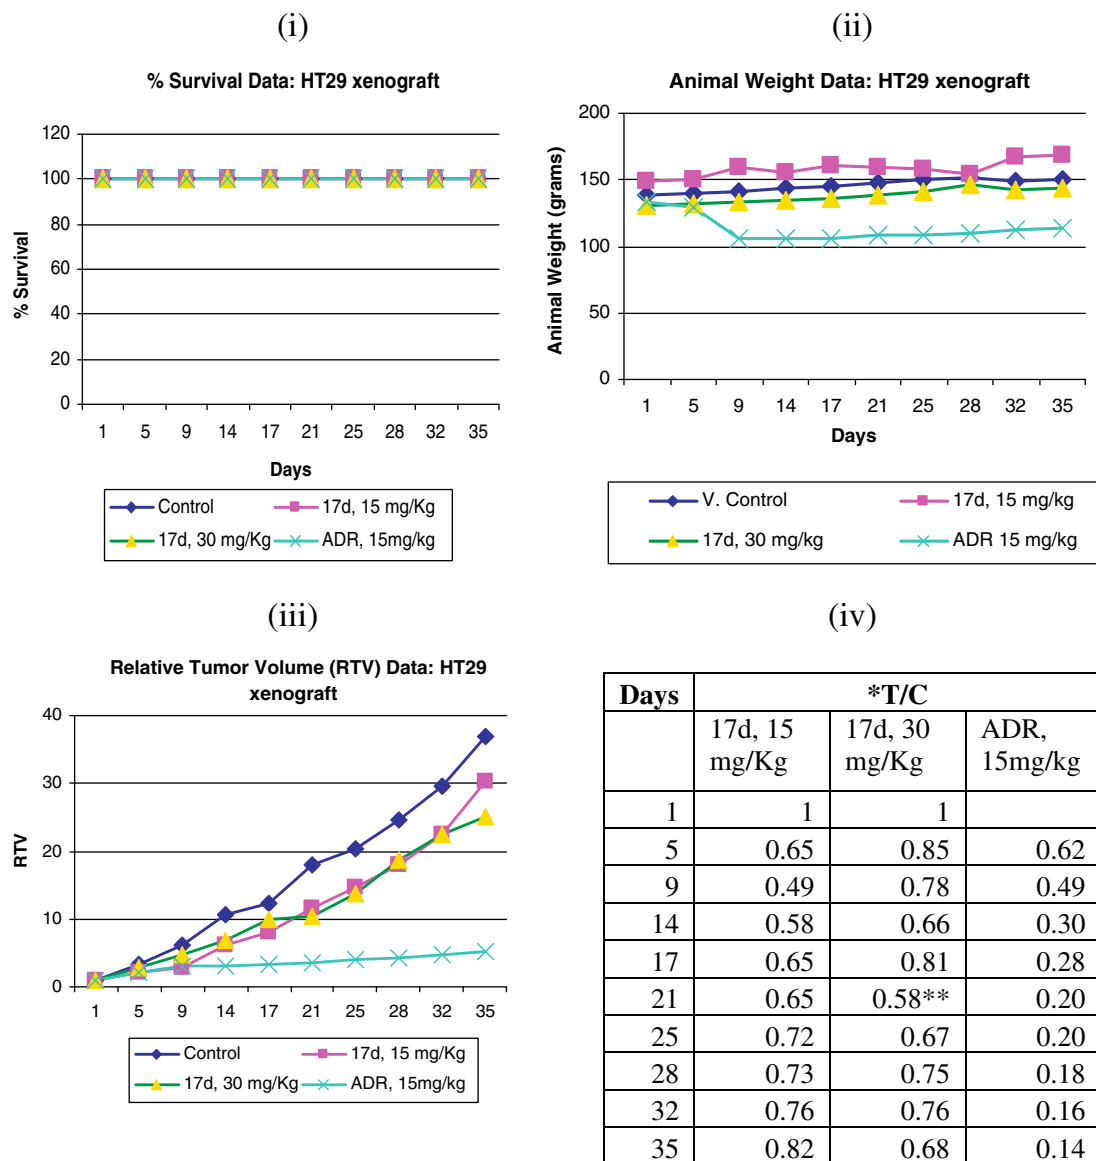 (i)
% Survival Data: HT29 xenograft
% Survival
120
100
80
60
40
20
0
1 5 9 14 17 21 25 28 32 35
Days
Control 17d, 15 mg/Kg
17d, 30 mg/Kg ADR, 15mg/kg
(ii)
Animal Weight Data: HT29 xenograft
Animal Weight (grams)
200
150
100
50
0
1 5 9 14 17 21 25 28 32 35
Days
V. Control 17d, 15 mg/kg
17d, 30 mg/kg ADR 15 mg/kg
(iii)
Relative Tumor Volume (RTV) Data: HT29
xenograft
RTV
40
30
20
10
0
1 5 9 14 17 21 25 28 32 35
Control 17d, 15 mg/Kg
17d, 30 mg/Kg ADR, 15mg/kg
(iv)
Days *T/C
17d, 15 17d, 30 ADR,
mg/Kg mg/Kg 15mg/kg
1 1 1
5 0.65 0.85 0.62
9 0.49 0.78 0.49
14 0.58 0.66 0.30
17 0.65 0.81 0.28
21 0.65 0.58** 0.20
25 0.72 0.67 0.20
28 0.73 0.75 0.18
32 0.76 0.76 0.16
35 0.82 0.68 0.14